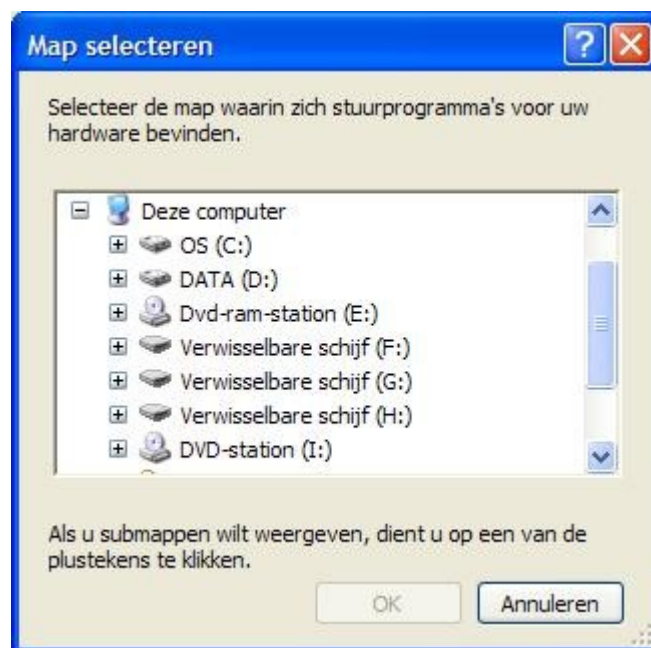 Map selecteren
Selecteer de map waarin zich stuurprogramma's voor uw
hardware bevinden.
Deze computer
OS (C:)
DATA (D:)
Dvd-ram-station (E:)
Verwisselbare schijf (F:)
Verwisselbare schijf (G:)
Verwisselbare schijf (H:)
DVD-station (I:)
Als u submappen wilt weergeven, dient u op een van de
plustekens te klikken.
OK
Annuleren